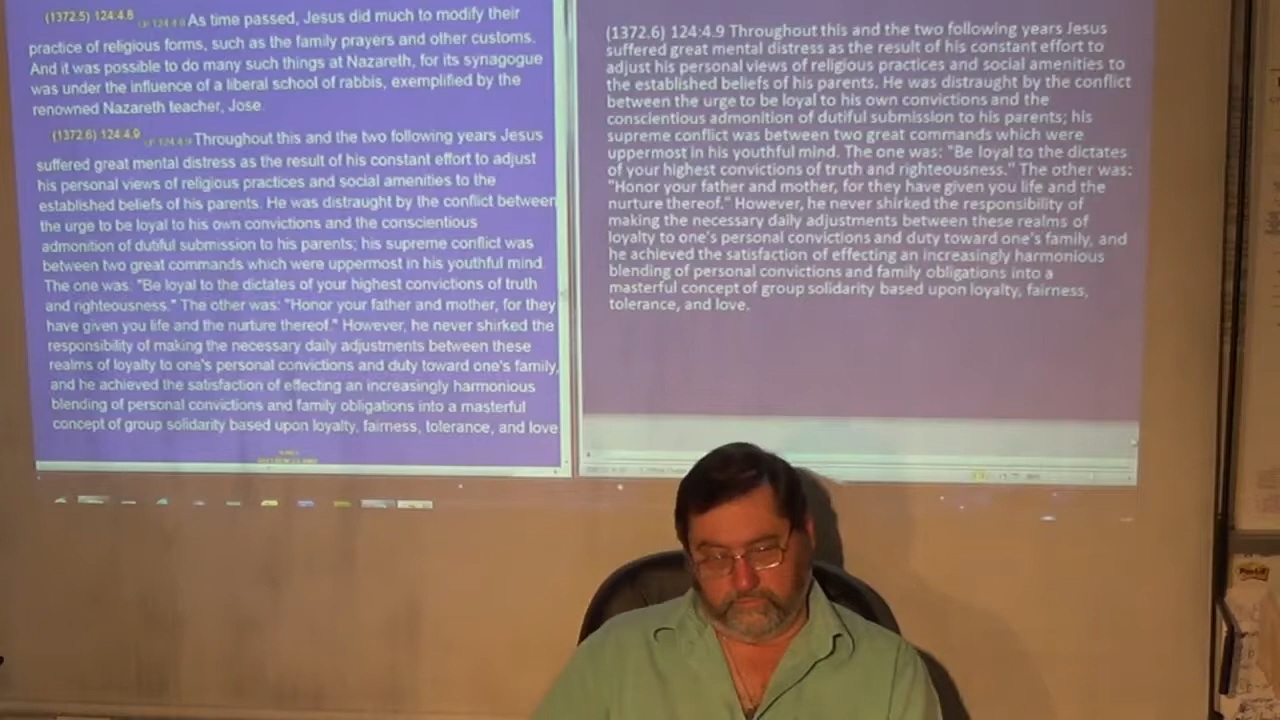 (1372.5) 124:4.8 As time passed, Jesus did much to modify their
practice of religious forms, such as the family prayers and other customs.
And it was possible to do many such things at Nazareth, for its synagogue
was under the influence of a liberal school of rabbis, exemplified by the
renowned Nazareth teacher, Jose.
(1372.6) 124:4.9 Throughout this and the two following years Jesus
suffered great mental distress as the result of his constant effort to adjust
his personal views of religious practices and social amenities to the
established beliefs of his parents. He was distraught by the conflict between
the urge to be loyal to his own convictions and the conscientious
admonition of dutiful submission to his parents; his supreme conflict was
between two great commands which were uppermost in his youthful mind.
The one was: "Be loyal to the dictates of your highest convictions of truth
and righteousness." The other was: "Honor your father and mother, for they
have given you life and the nurture thereof." However, he never shirked the
responsibility of making the necessary daily adjustments between these
realms of loyalty to one's personal convictions and duty toward one's family,
and he achieved the satisfaction of effecting an increasingly harmonious
blending of personal convictions and family obligations into a masterful
concept of group solidarity based upon loyalty, fairness, tolerance, and love
(1372.6) 124:4.9 Throughout this and the two following years Jesus
suffered great mental distress as the result of his constant effort to
adjust his personal views of religious practices and social amenities to
the established beliefs of his parents. He was distraught by the conflict
between the urge to be loyal to his own convictions and the
conscientious admonition of dutiful submission to his parents; his
supreme conflict was between two great commands which were
uppermost in his youthful mind. The one was: "Be loyal to the dictates
of your highest convictions of truth and righteousness." The other was:
"Honor your father and mother, for they have given you life and the
nurture thereof." However, he never shirked the responsibility of
making the necessary daily adjustments between these realms of
loyalty to one's personal convictions and duty toward one's family, and
he achieved the satisfaction of effecting an increasingly harmonious
blending of personal convictions and family obligations into a
masterful concept of group solidarity based upon loyalty, fairness,
tolerance, and love.
Post-it